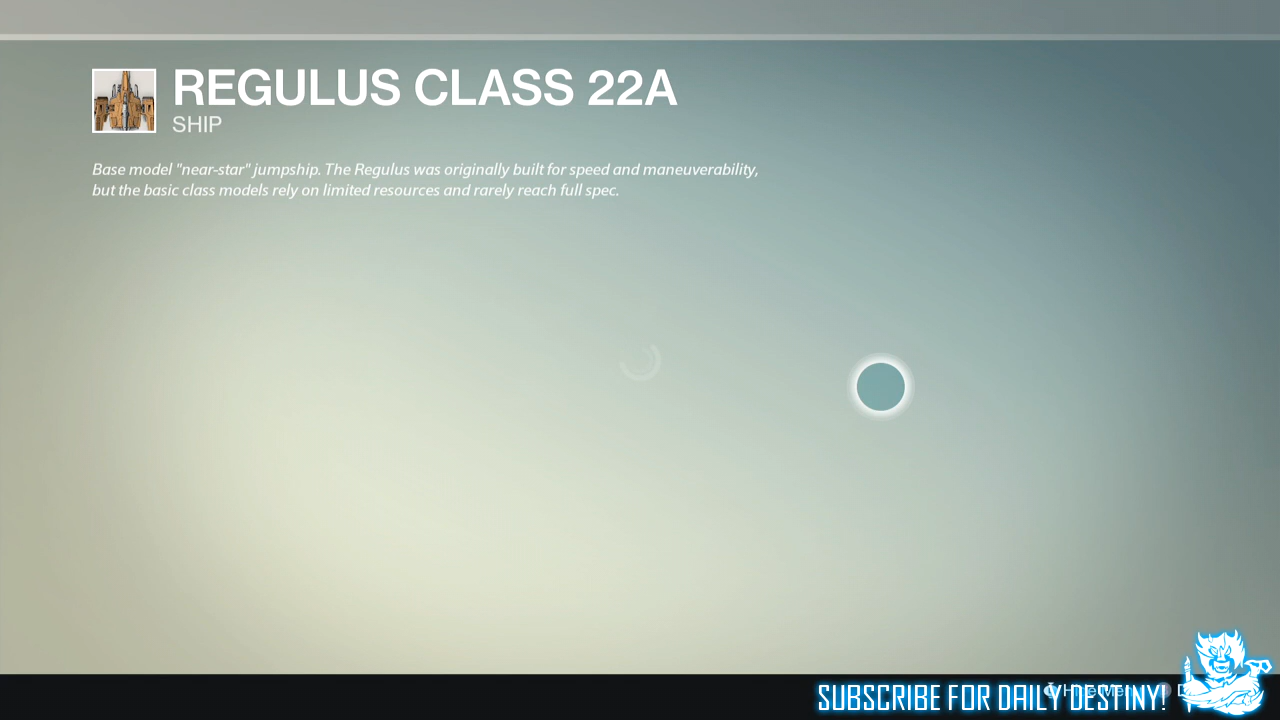 REGULUS CLASS 22A
SHIP
Base model "near-star" jumpship. The Regulus was originally built for speed and maneuverability,
but the basic class models rely on limited resources and rarely reach full spec.
SUBSCRIBE FOR DAILY DESTINY!